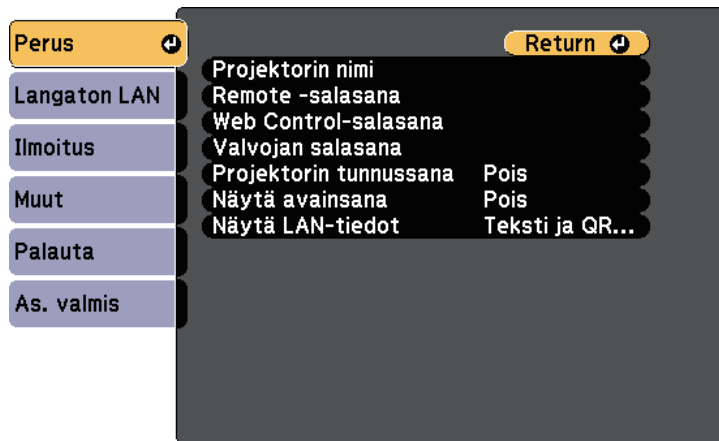 Perus
Langaton LAN
Ilmoitus
Muut
Palauta
As. valmis
Return
Projektorin nimi
Remote -salasana
Web Control-salasana
Valvojan salasana
Projektorin tunnussana Pois
Näytä avainsana Pois
Näytä LAN-tiedot Teksti ja QR...